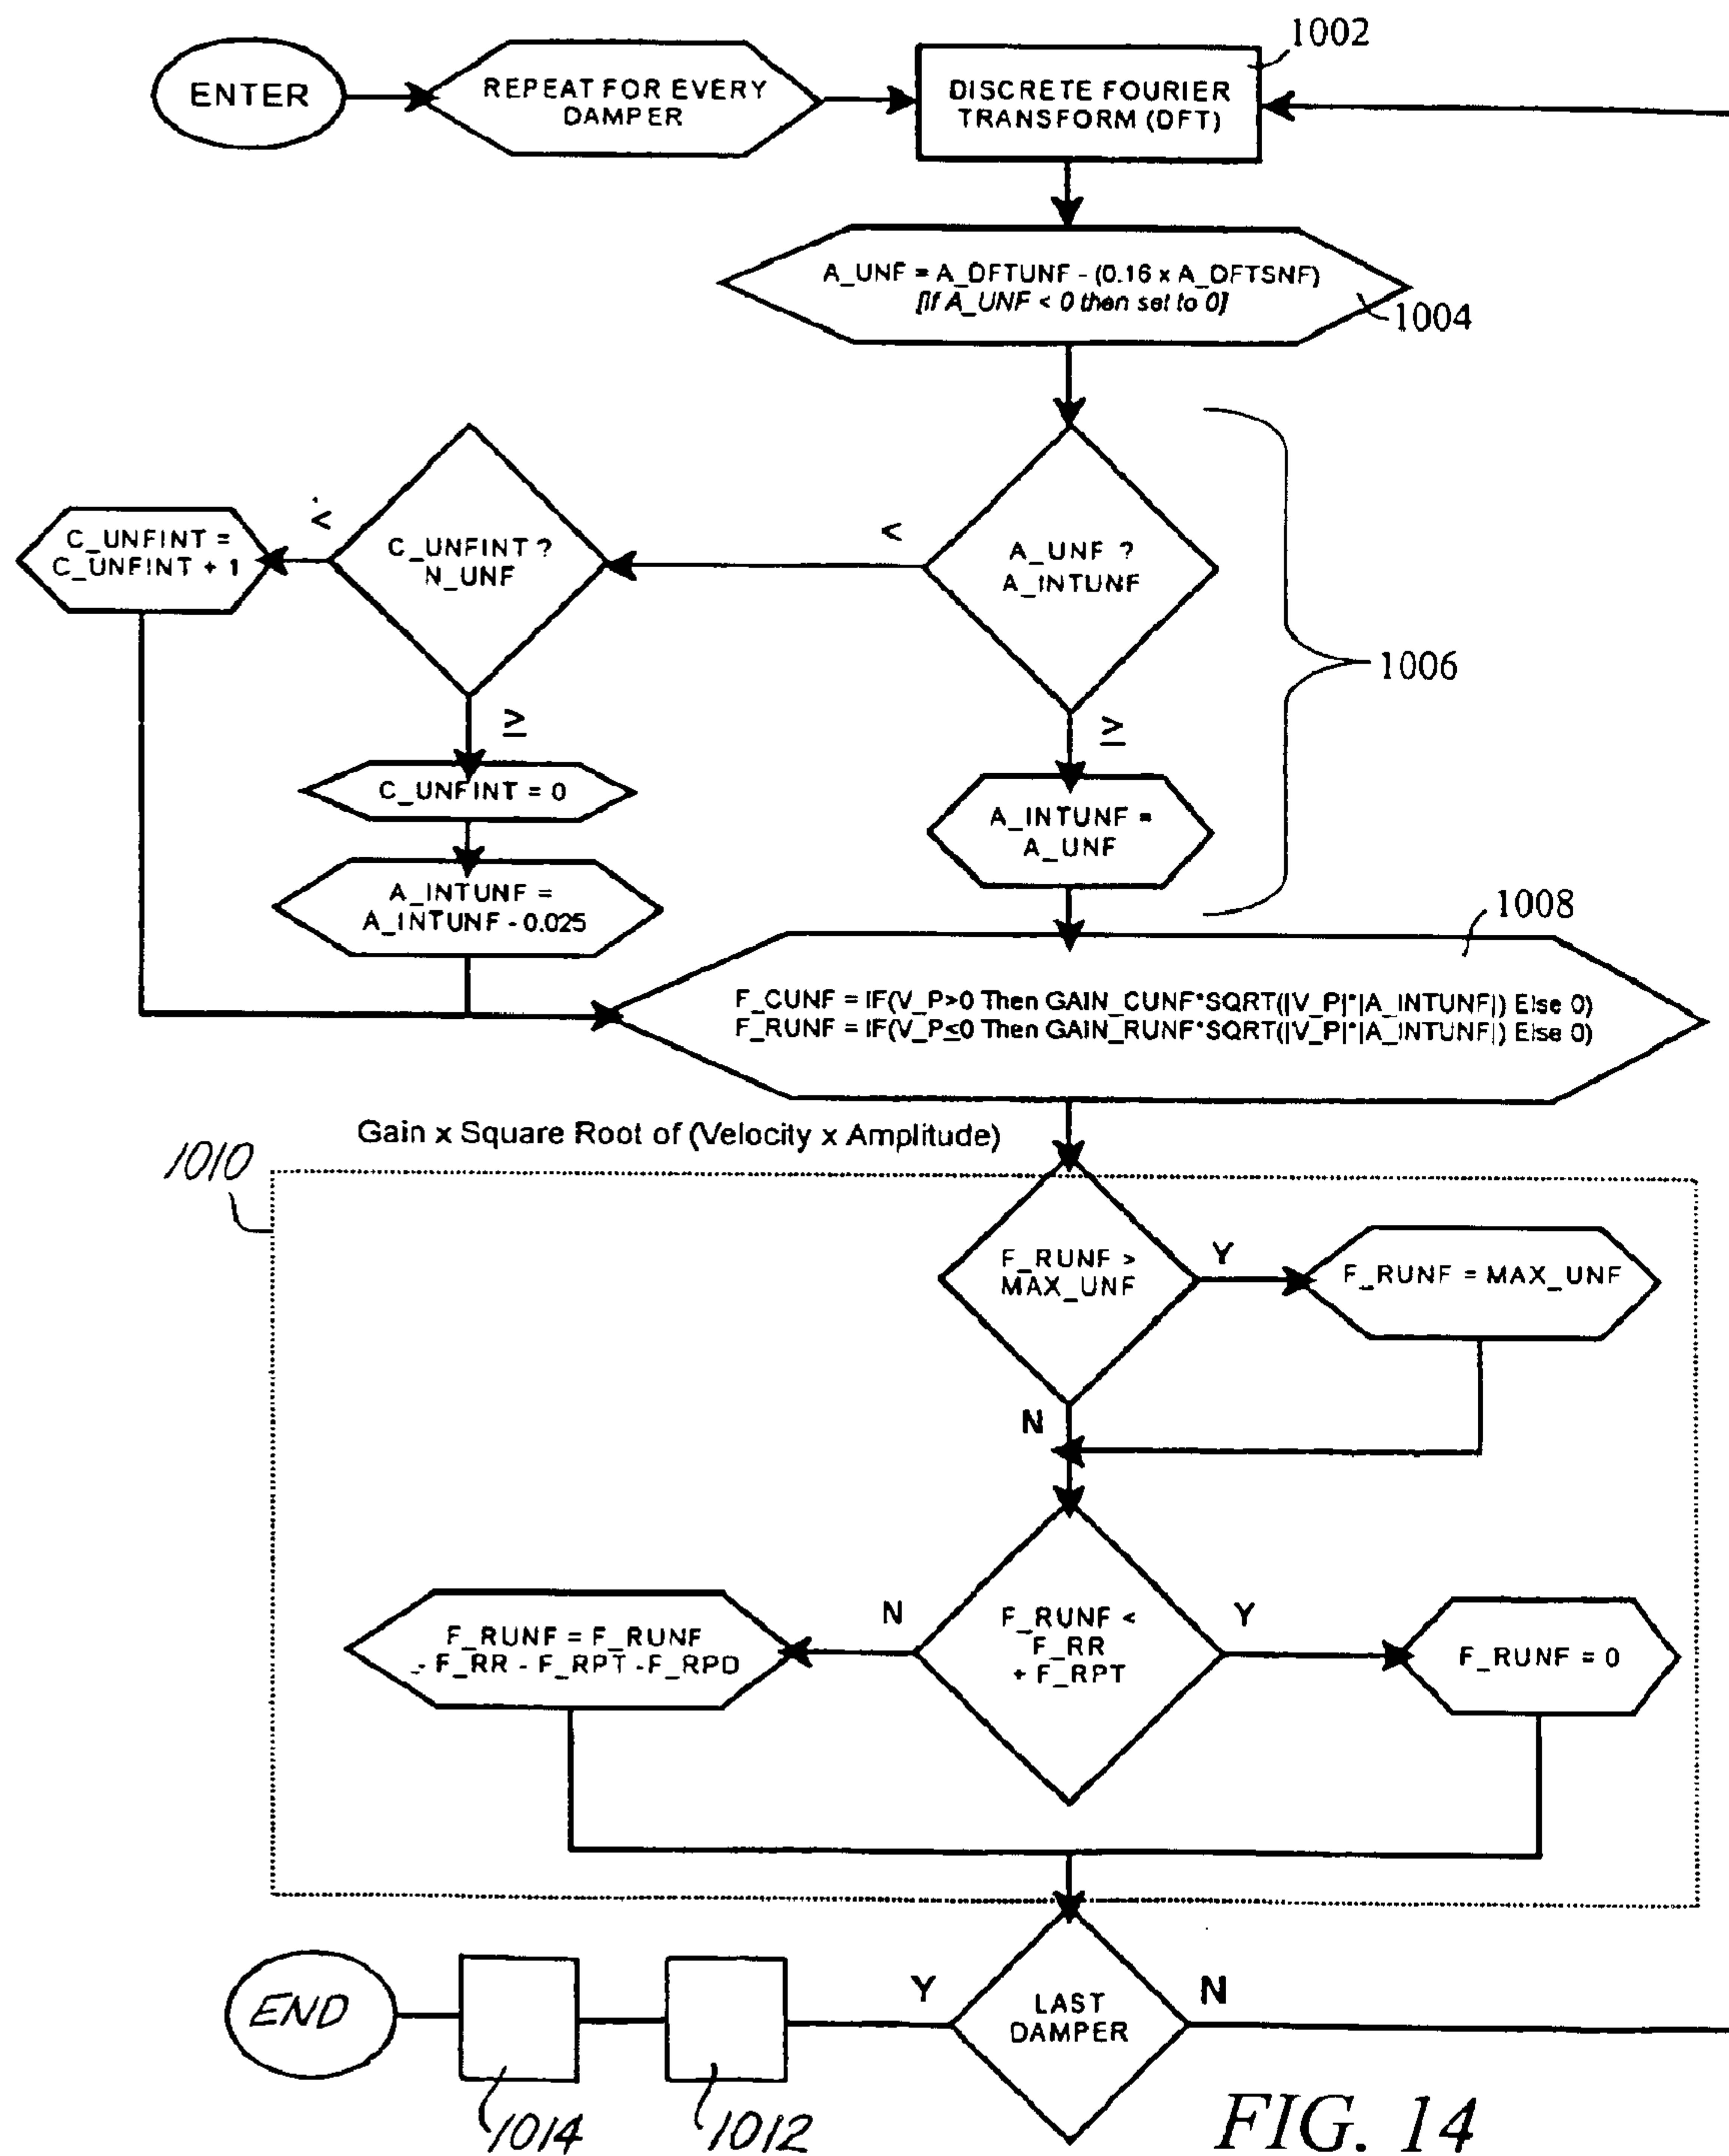 1002
ENTER
REPEAT FOR EVERY
DAMPER
DISCRETE FOURIER
TRANSFORM (DFT)
A_UNF = A_DFTUNF - (0.16 x A_DFTSNF)
[If A_UNF < 0 then set to 0]
1004
<
C_UNFINT =
C_UNFINT + 1
C_UNFINT ?
N_UNF
<
A_UNF ?
A_INTUNF
1006
≥
≥
C_UNFINT = 0
A_INTUNF =
A_UNF
A_INTUNF =
A_INTUNF - 0.025
1008
F_CUNF = IF(V_P>0 Then GAIN_CUNF*SQRT(|V_P|*|A_INTUNF|) Else 0)
F_RUNF = IF(V_P≤0 Then GAIN_RUNF*SQRT(|V_P|*|A_INTUNF|) Else 0)
Gain x Square Root of (Velocity x Amplitude)
1010
F_RUNF >
MAX_UNF
Y
F_RUNF = MAX_UNF
N
F_RUNF = F_RUNF
- F_RR - F_RPT -F_RPD
N
F_RUNF <
F_RR
+ F_RPT
Y
F_RUNF = 0
END
Y
LAST
DAMPER
N
1014
1012
FIG. 14